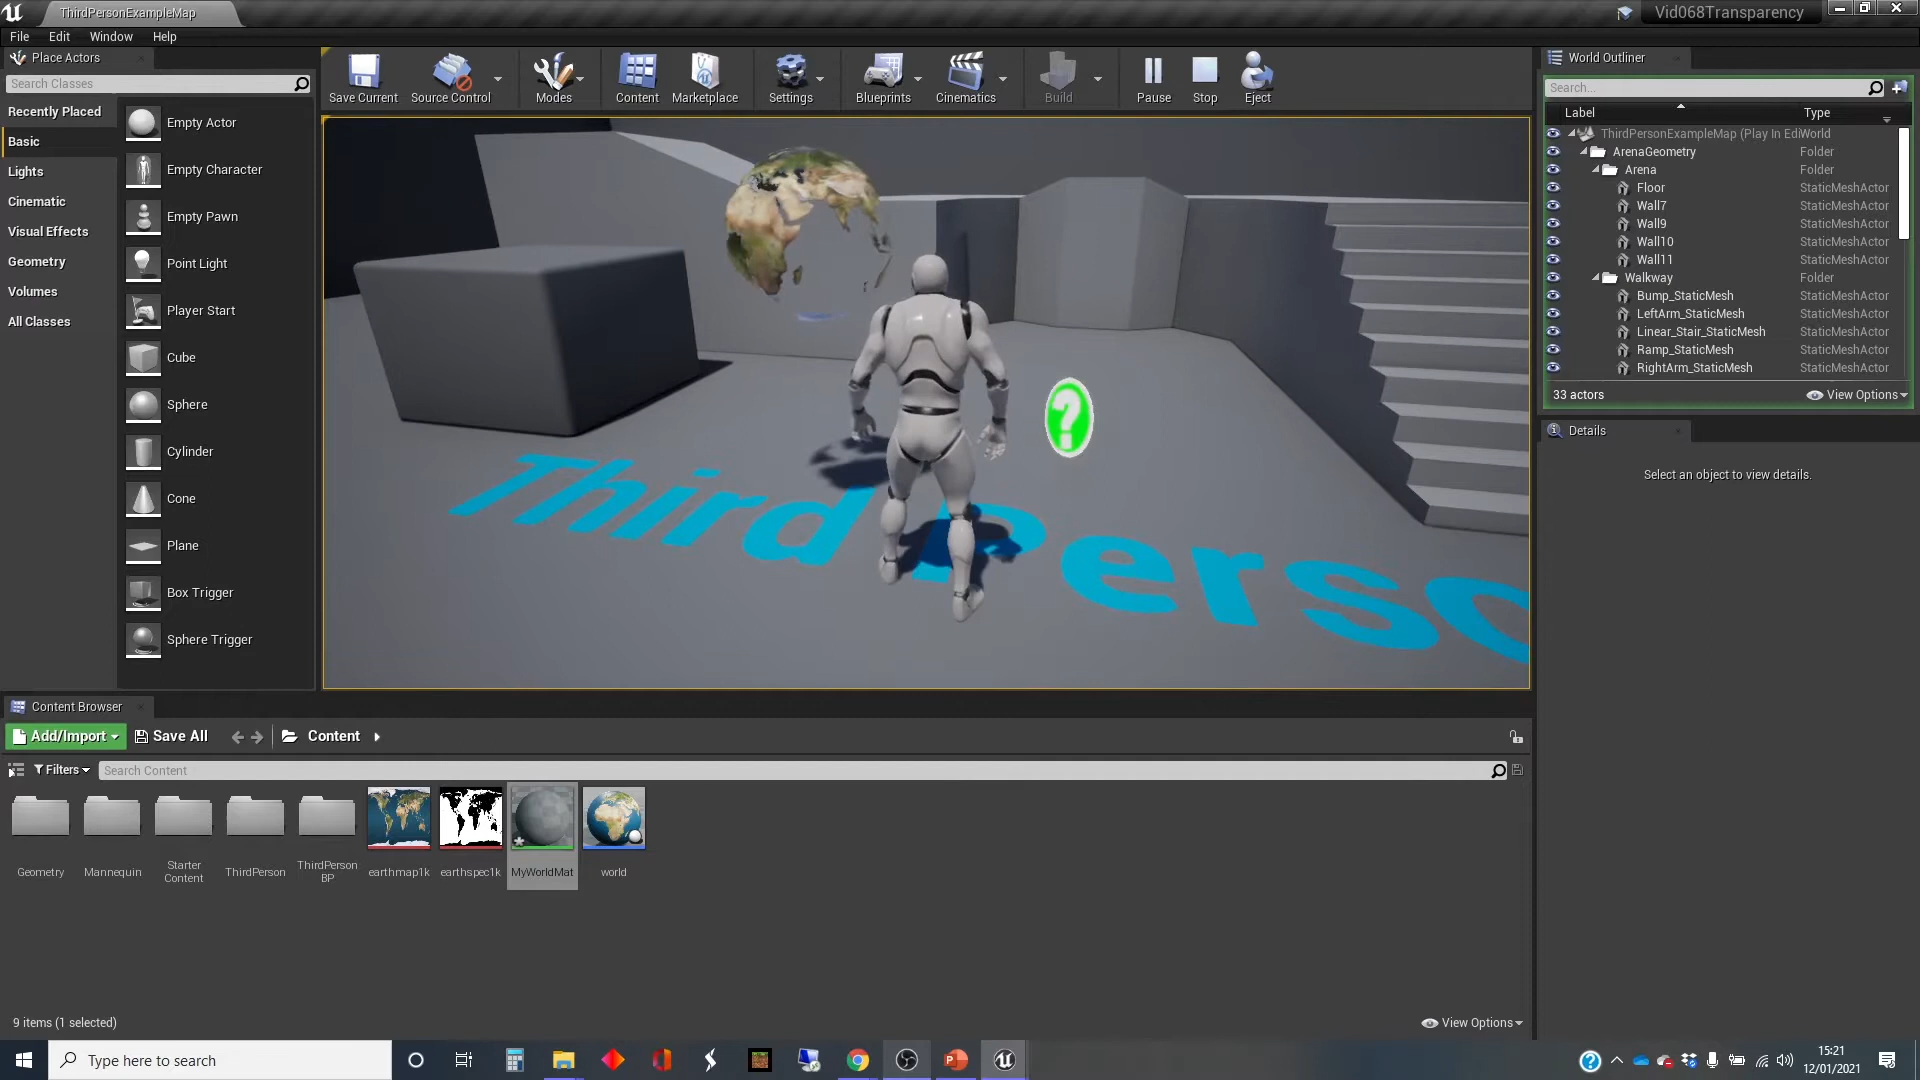 ThirdPersonExampleMap
Vid068Transparency
File Edit Window Help
Place Actors
Search Classes
Recently Placed
Basic
Lights
Cinematic
Visual Effects
Geometry
Volumes
All Classes
Empty Actor
Empty Character
Empty Pawn
Point Light
Player Start
Cube
Sphere
Cylinder
Cone
Plane
Box Trigger
Sphere Trigger
Save Current Source Control Modes Content Marketplace Settings Blueprints Cinematics Build Pause Stop Eject
?
Third Perso
World Outliner
Search...
Label Type
ThirdPersonExampleMap (Play In Edi World
ArenaGeometry Folder
Arena Folder
Floor StaticMeshActor
Wall7 StaticMeshActor
Wall9 StaticMeshActor
Wall10 StaticMeshActor
Wall11 StaticMeshActor
Walkway Folder
Bump_StaticMesh StaticMeshActor
LeftArm_StaticMesh StaticMeshActor
Linear_Stair_StaticMesh StaticMeshActor
Ramp_StaticMesh StaticMeshActor
RightArm_StaticMesh StaticMeshActor
33 actors View Options
Details
Select an object to view details.
Content Browser
Add/Import Save All Content
Filters Search Content
Geometry
Mannequin
Starter
Content
ThirdPerson
ThirdPerson
BP
earthmap1k
earthspec1k
MyWorldMat
world
9 items (1 selected) View Options
Type here to search
15:21
12/01/2021